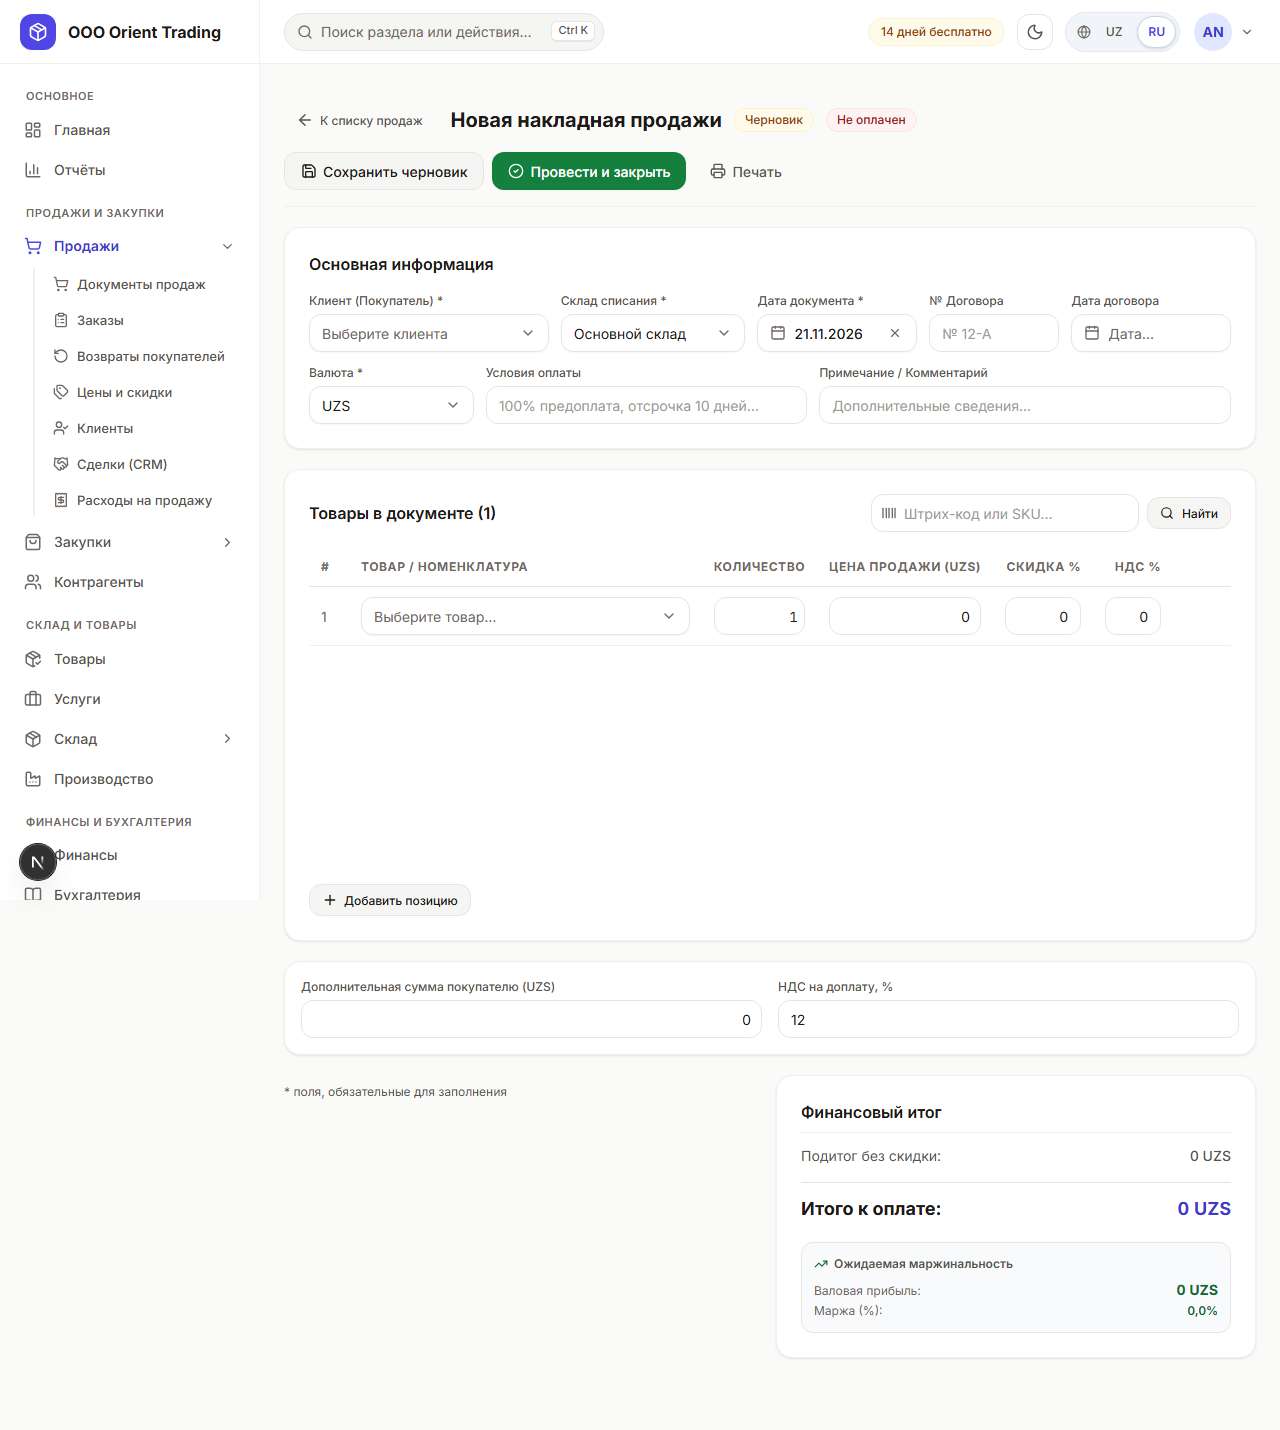 ООО Orient Trading
Поиск раздела или действия...
Ctrl K
14 дней бесплатно
UZ
RU
AN
ОСНОВНОЕ
Главная
Отчёты
ПРОДАЖИ И ЗАКУПКИ
Продажи
Документы продаж
Заказы
Возвраты покупателей
Цены и скидки
Клиенты
Сделки (CRM)
Расходы на продажу
Закупки
Контрагенты
СКЛАД И ТОВАРЫ
Товары
Услуги
Склад
Производство
ФИНАНСЫ И БУХГАЛТЕРИЯ
N
Финансы
Бухгалтерия
К списку продаж
Новая накладная продажи
Черновик
Не оплачен
Сохранить черновик
Провести и закрыть
Печать
Основная информация
Клиент (Покупатель) *
Склад списания *
Дата документа *
№ Договора
Дата договора
Выберите клиента
Основной склад
21.11.2026
№ 12-А
Дата...
Валюта *
Условия оплаты
Примечание / Комментарий
UZS
100% предоплата, отсрочка 10 дней...
Дополнительные сведения...
Товары в документе (1)
Штрих-код или SKU...
Найти
# ТОВАР / НОМЕНКЛАТУРА КОЛИЧЕСТВО ЦЕНА ПРОДАЖИ (UZS) СКИДКА % НДС %
1 Выберите товар... 1 0 0 0
Добавить позицию
Дополнительная сумма покупателю (UZS)
НДС на доплату, %
0
12
* поля, обязательные для заполнения
Финансовый итог
Подитог без скидки: 0 UZS
Итого к оплате: 0 UZS
Ожидаемая маржинальность
Валовая прибыль: 0 UZS
Маржа (%): 0,0%